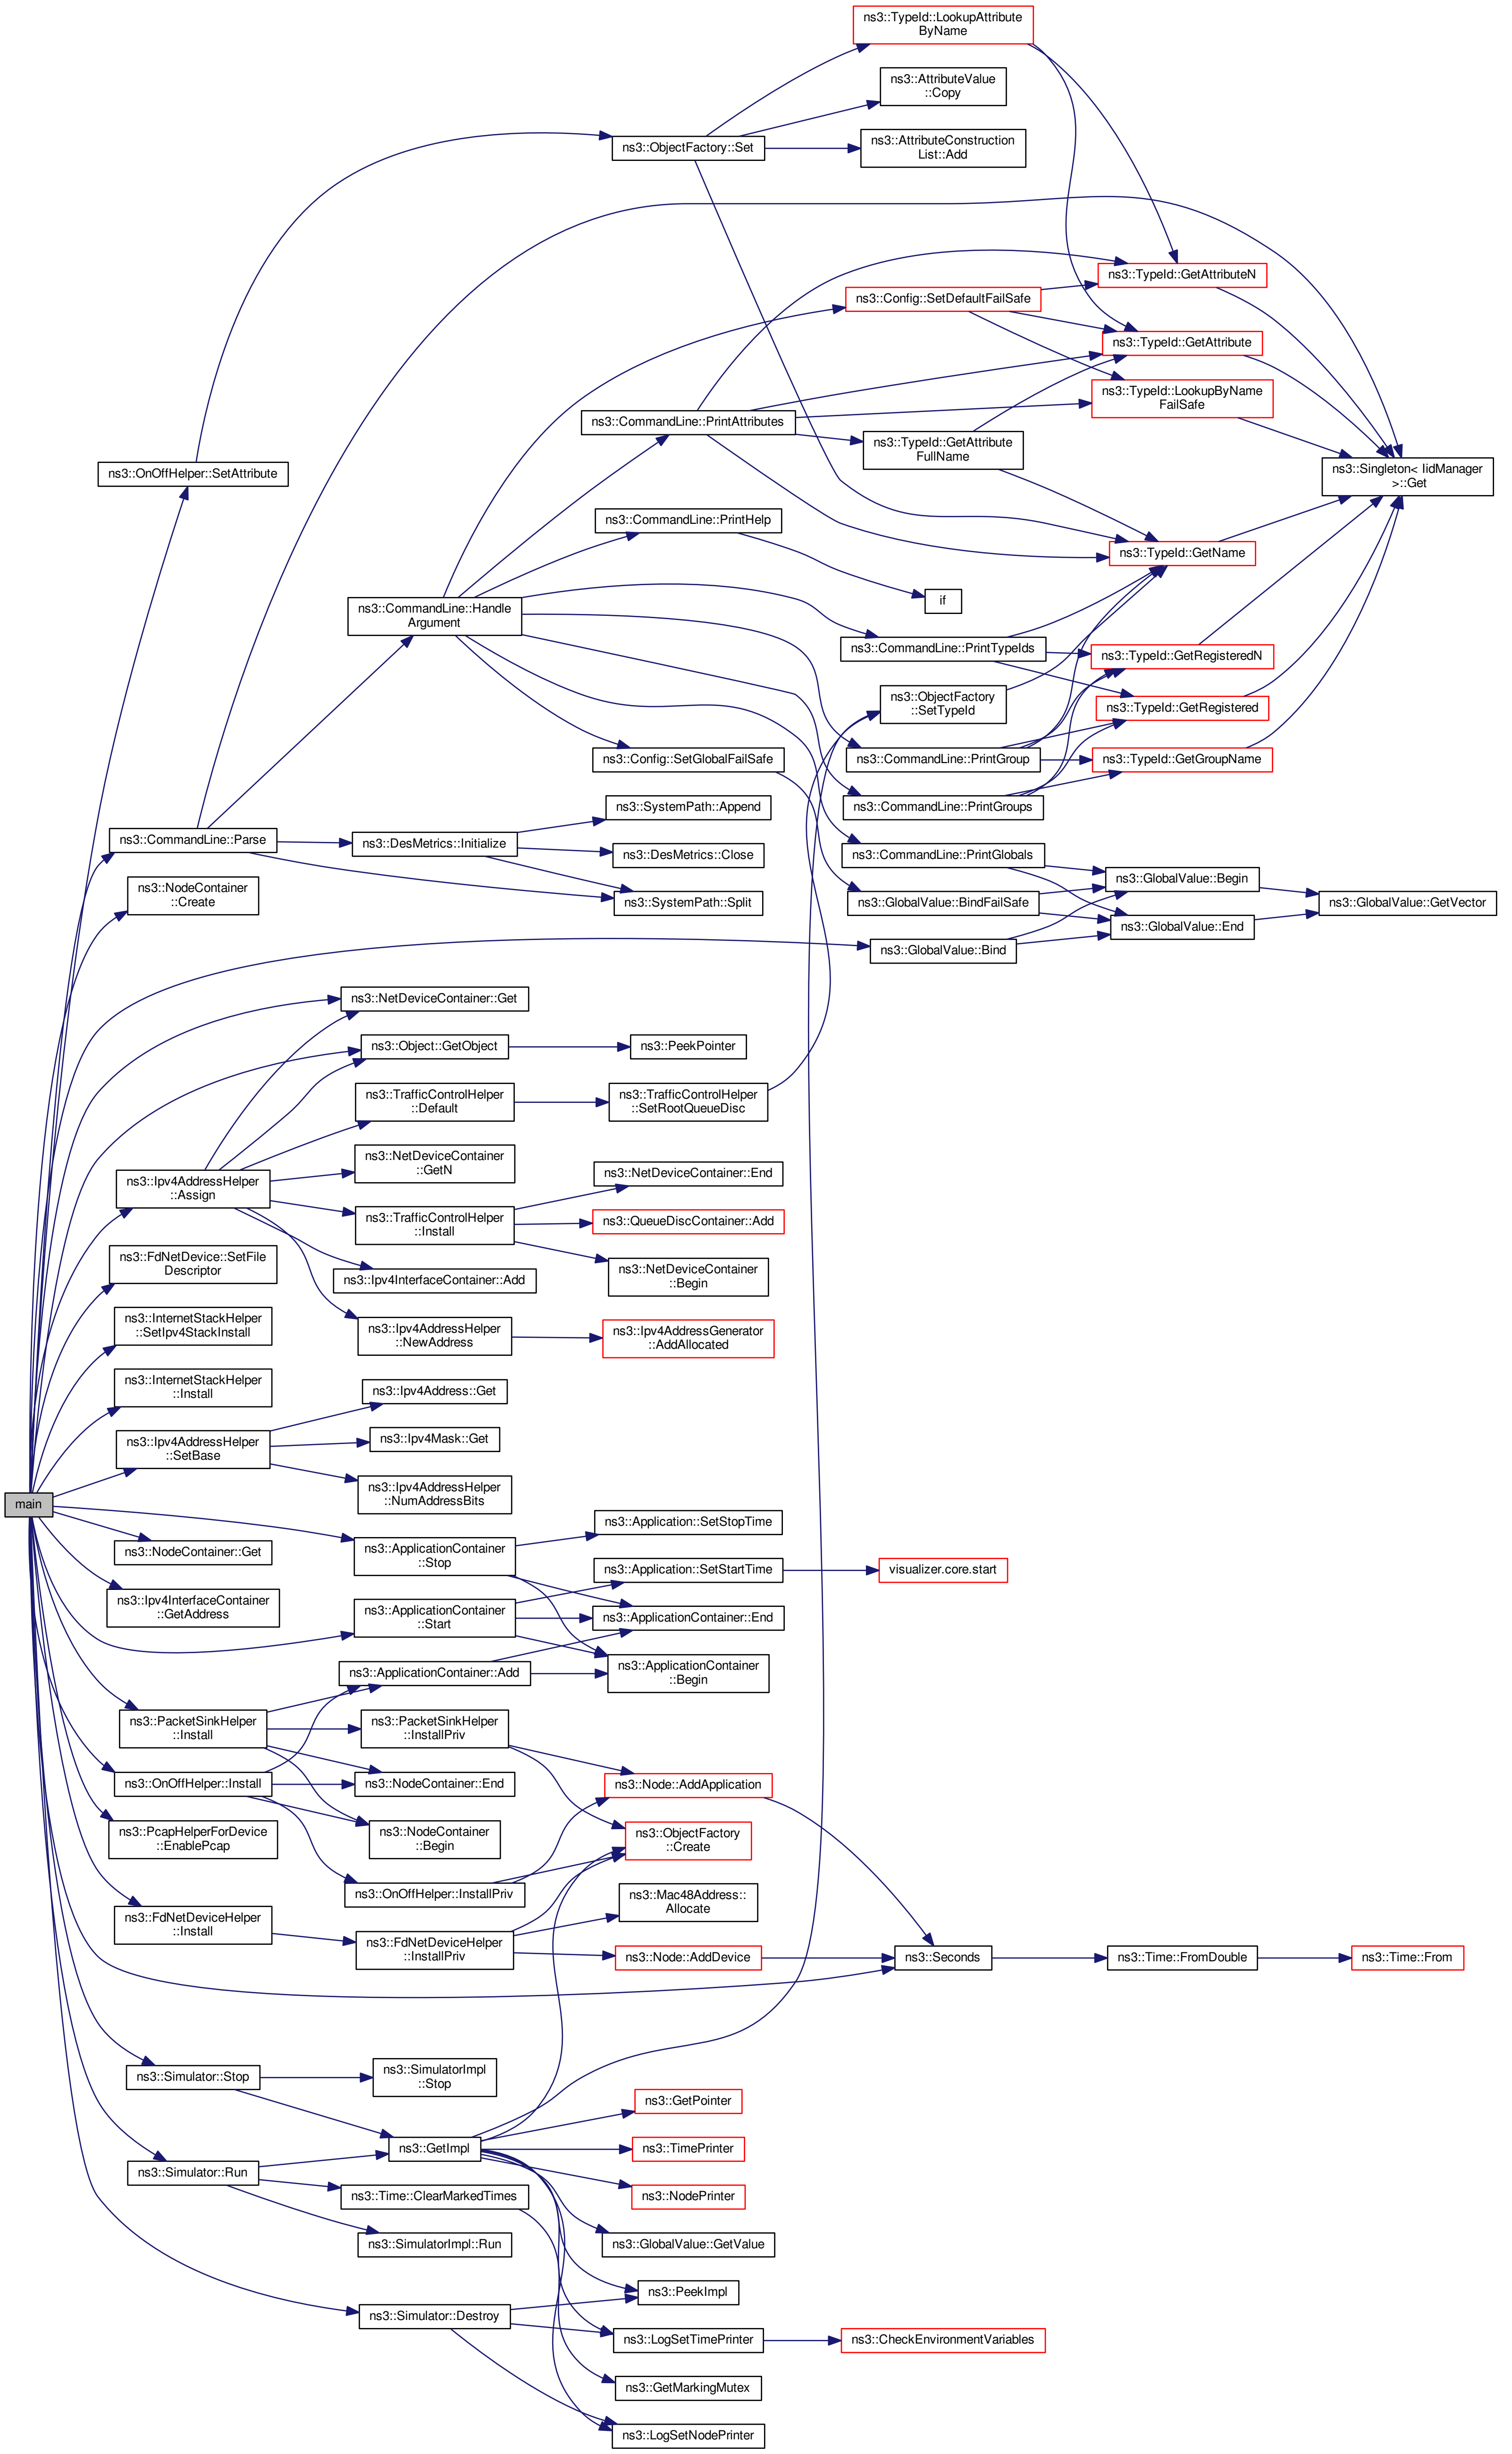 ns3::TypeId::LookupAttribute
ByName
ns3::AttributeValue
::Copy
ns3::ObjectFactory::Set
ns3::AttributeConstruction
List::Add
ns3::TypeId::GetAttributeN
ns3::Config::SetDefaultFailSafe
ns3::TypeId::GetAttribute
ns3::TypeId::LookupByName
FailSafe
ns3::CommandLine::PrintAttributes
ns3::TypeId::GetAttribute
FullName
ns3::OnOffHelper::SetAttribute
ns3::Singleton< IidManager
>::Get
ns3::CommandLine::PrintHelp
ns3::TypeId::GetName
if
ns3::CommandLine::Handle
Argument
ns3::CommandLine::PrintTypeIds
ns3::TypeId::GetRegisteredN
ns3::ObjectFactory
::SetTypeId
ns3::TypeId::GetRegistered
ns3::Config::SetGlobalFailSafe
ns3::CommandLine::PrintGroup
ns3::TypeId::GetGroupName
ns3::SystemPath::Append
ns3::CommandLine::PrintGroups
ns3::CommandLine::Parse
ns3::DesMetrics::Initialize
ns3::DesMetrics::Close
ns3::CommandLine::PrintGlobals
ns3::GlobalValue::Begin
ns3::NodeContainer
::Create
ns3::SystemPath::Split
ns3::GlobalValue::BindFailSafe
ns3::GlobalValue::GetVector
ns3::GlobalValue::End
ns3::GlobalValue::Bind
ns3::NetDeviceContainer::Get
ns3::Object::GetObject
ns3::PeekPointer
ns3::TrafficControlHelper
::Default
ns3::TrafficControlHelper
::SetRootQueueDisc
ns3::NetDeviceContainer
::GetN
ns3::Ipv4AddressHelper
::Assign
ns3::NetDeviceContainer::End
ns3::TrafficControlHelper
::Install
ns3::QueueDiscContainer::Add
ns3::FdNetDevice::SetFile
Descriptor
ns3::Ipv4InterfaceContainer::Add
ns3::NetDeviceContainer
::Begin
ns3::InternetStackHelper
::SetIpv4StackInstall
ns3::Ipv4AddressHelper
::NewAddress
ns3::Ipv4AddressGenerator
::AddAllocated
ns3::InternetStackHelper
::Install
ns3::Ipv4Address::Get
ns3::Ipv4AddressHelper
::SetBase
ns3::Ipv4Mask::Get
ns3::Ipv4AddressHelper
::NumAddressBits
main
ns3::NodeContainer::Get
ns3::ApplicationContainer
::Stop
ns3::Application::SetStopTime
ns3::Application::SetStartTime
visualizer.core.start
ns3::Ipv4InterfaceContainer
::GetAddress
ns3::ApplicationContainer
::Start
ns3::ApplicationContainer::End
ns3::ApplicationContainer::Add
ns3::ApplicationContainer
::Begin
ns3::PacketSinkHelper
::Install
ns3::PacketSinkHelper
::InstallPriv
ns3::OnOffHelper::Install
ns3::NodeContainer::End
ns3::Node::AddApplication
ns3::PcapHelperForDevice
::EnablePcap
ns3::NodeContainer
::Begin
ns3::ObjectFactory
::Create
ns3::OnOffHelper::InstallPriv
ns3::Mac48Address::
Allocate
ns3::FdNetDeviceHelper
::Install
ns3::FdNetDeviceHelper
::InstallPriv
ns3::Node::AddDevice
ns3::Seconds
ns3::Time::FromDouble
ns3::Time::From
ns3::Simulator::Stop
ns3::SimulatorImpl
::Stop
ns3::GetPointer
ns3::GetImpl
ns3::TimePrinter
ns3::Simulator::Run
ns3::Time::ClearMarkedTimes
ns3::NodePrinter
ns3::SimulatorImpl::Run
ns3::GlobalValue::GetValue
ns3::PeekImpl
ns3::Simulator::Destroy
ns3::LogSetTimePrinter
ns3::CheckEnvironmentVariables
ns3::GetMarkingMutex
ns3::LogSetNodePrinter